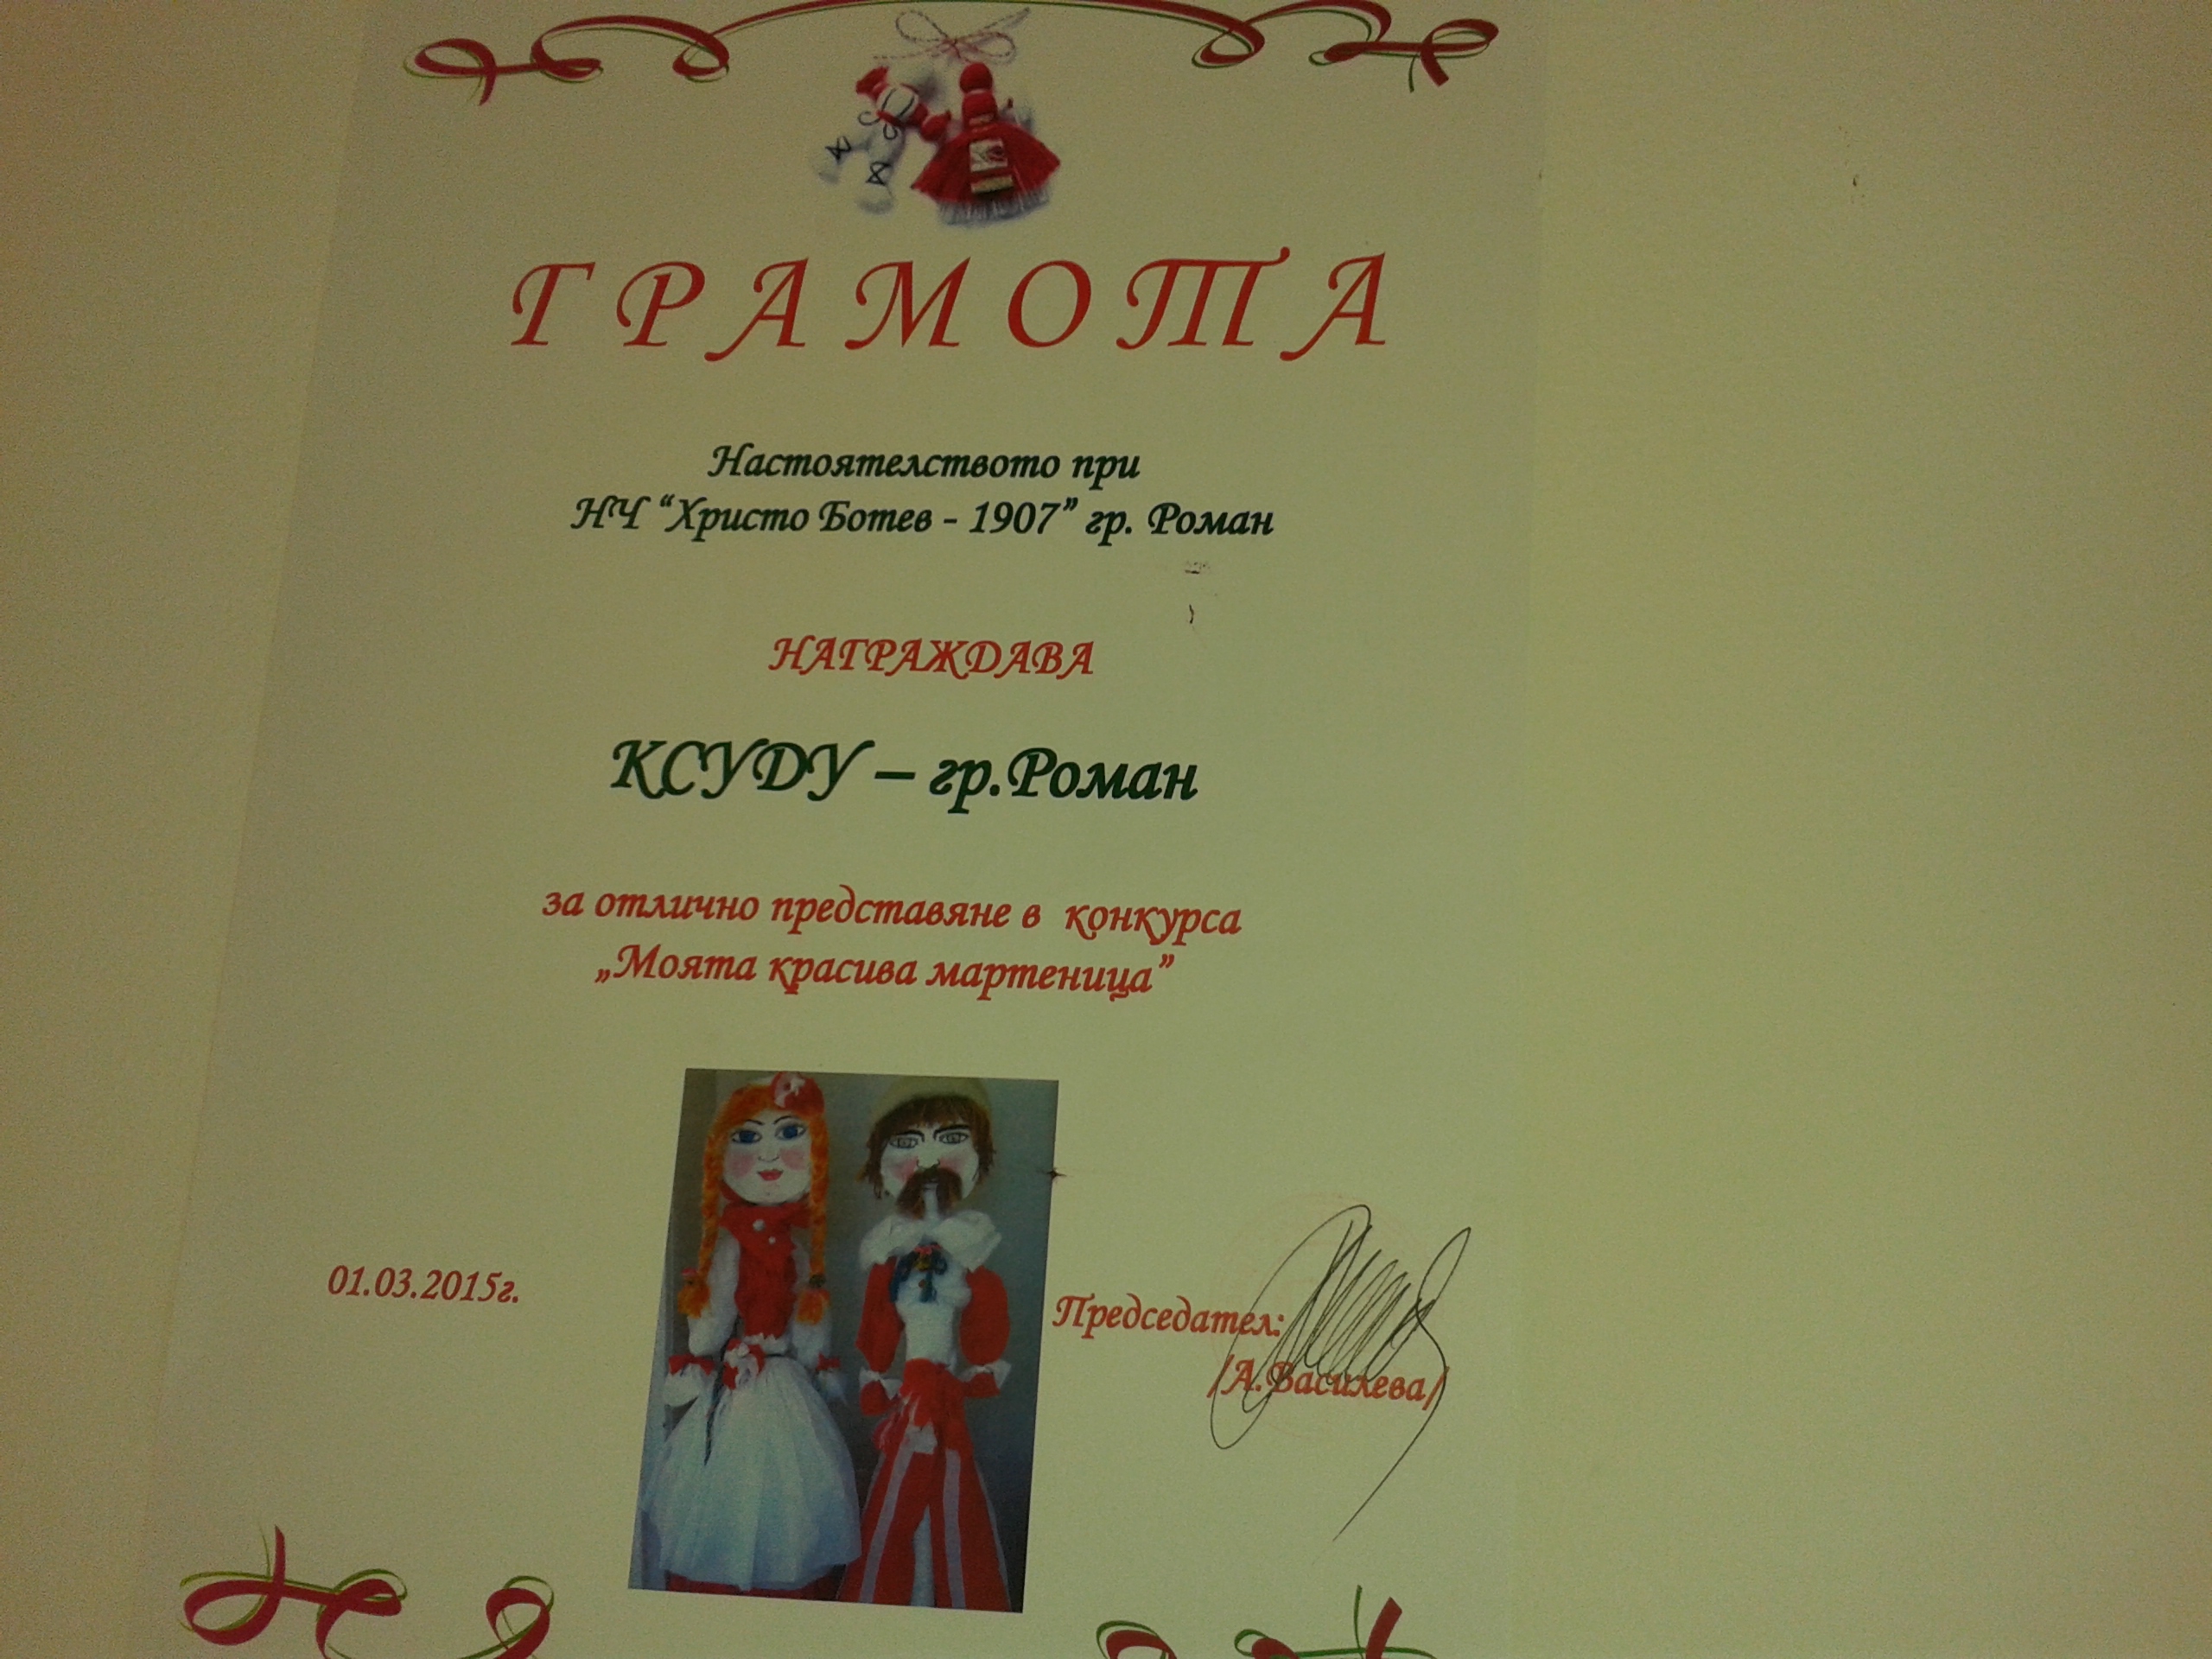 ГРАМОТА
Настоятелството при
НЧ “Христо Ботев - 1907” гр. Роман
НАГРАЖДАВА
КСУДУ – гр.Роман
за отлично представяне в конкурса
„Моята красива мартеница”
01.03.2015г.
Председател:
/А.Василева/